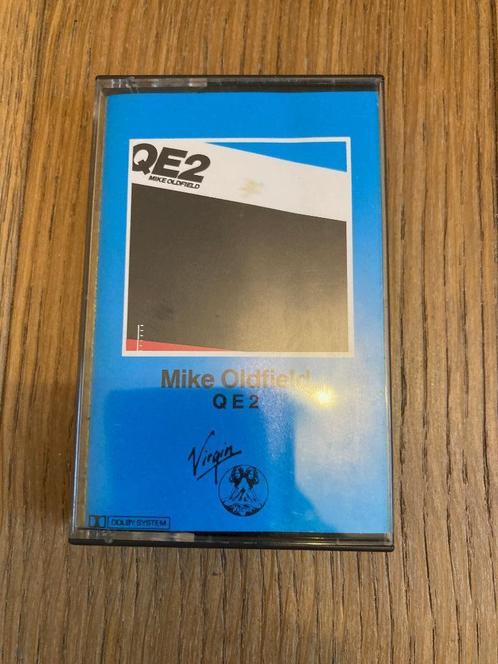 QE2
MIKE OLDFIELD
Mike Oldfield
QE2
Virgin
DOLBY SYSTEM